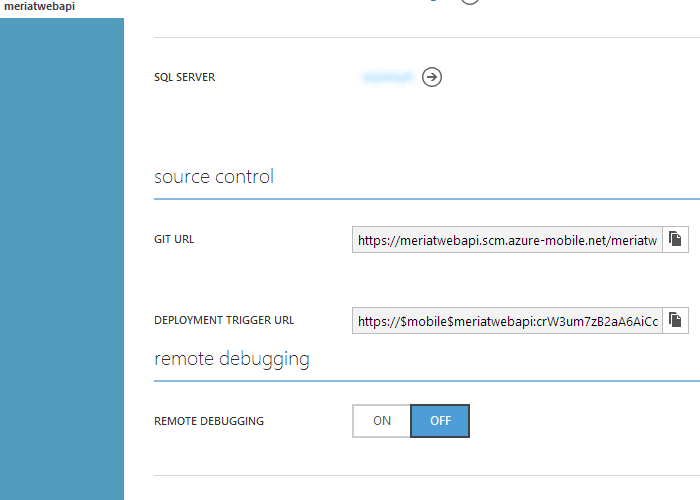 meriatwebapi
SQL SERVER
source control
GIT URL
https://meriatwebapi.scm.azure-mobile.net/meriatw
DEPLOYMENT TRIGGER URL
https://$mobile$meriatwebapi:crW3um7zB2aA6AiCc
remote debugging
REMOTE DEBUGGING
ON
OFF